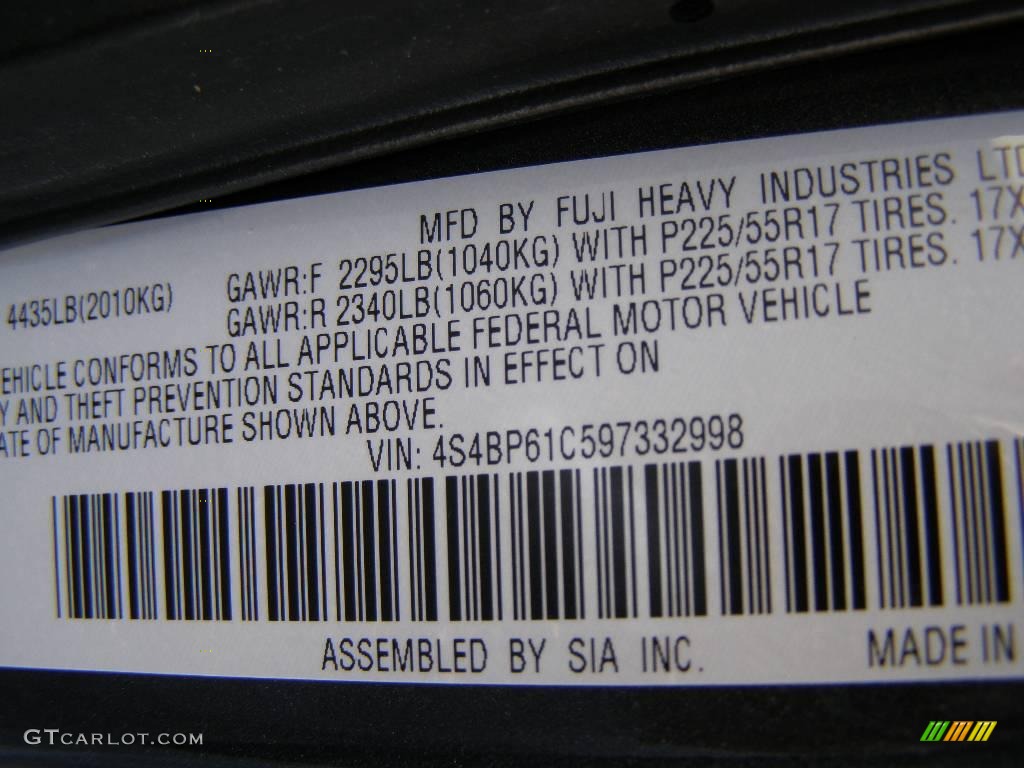 MFD BY FUJI HEAVY INDUSTRIES LTD
4435LB(2010KG) GAWR:F 2295LB(1040KG) WITH P225/55R17 TIRES. 17X
GAWR:R 2340LB(1060KG) WITH P225/55R17 TIRES. 17X
EHICLE CONFORMS TO ALL APPLICABLE FEDERAL MOTOR VEHICLE
Y AND THEFT PREVENTION STANDARDS IN EFFECT ON
ATE OF MANUFACTURE SHOWN ABOVE.
VIN: 4S4BP61C597332998
ASSEMBLED BY SIA INC. MADE IN
GTCARLOT.COM